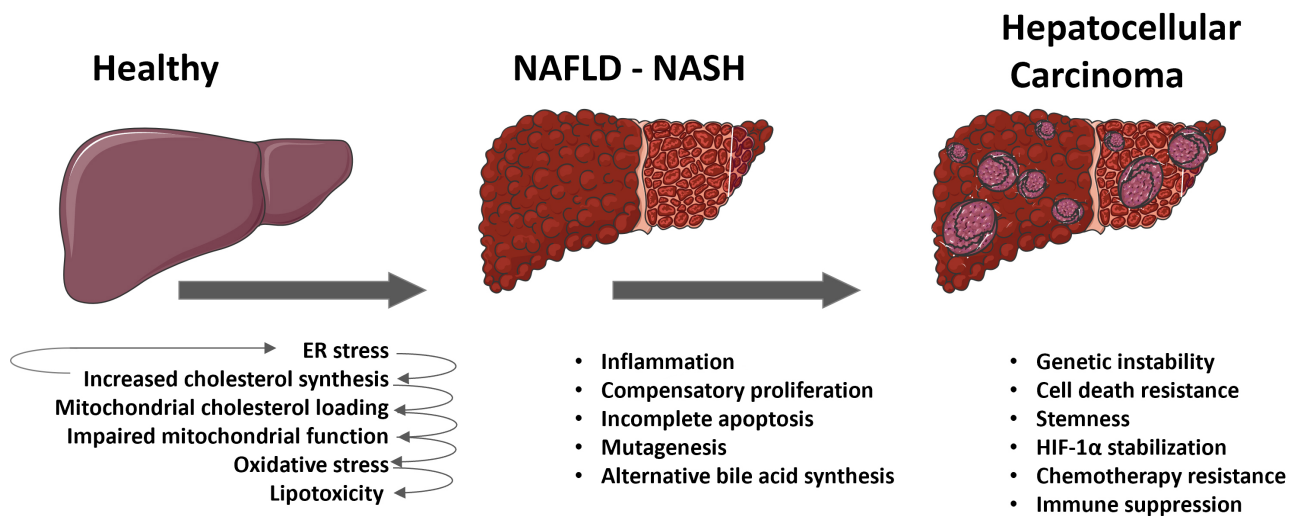 Healthy
NAFLD - NASH
Hepatocellular
Carcinoma
ER stress
Increased cholesterol synthesis
Mitochondrial cholesterol loading
Impaired mitochondrial function
Oxidative stress
Lipotoxicity
• Inflammation
• Compensatory proliferation
• Incomplete apoptosis
• Mutagenesis
• Alternative bile acid synthesis
• Genetic instability
• Cell death resistance
• Stemness
• HIF-1α stabilization
• Chemotherapy resistance
• Immune suppression